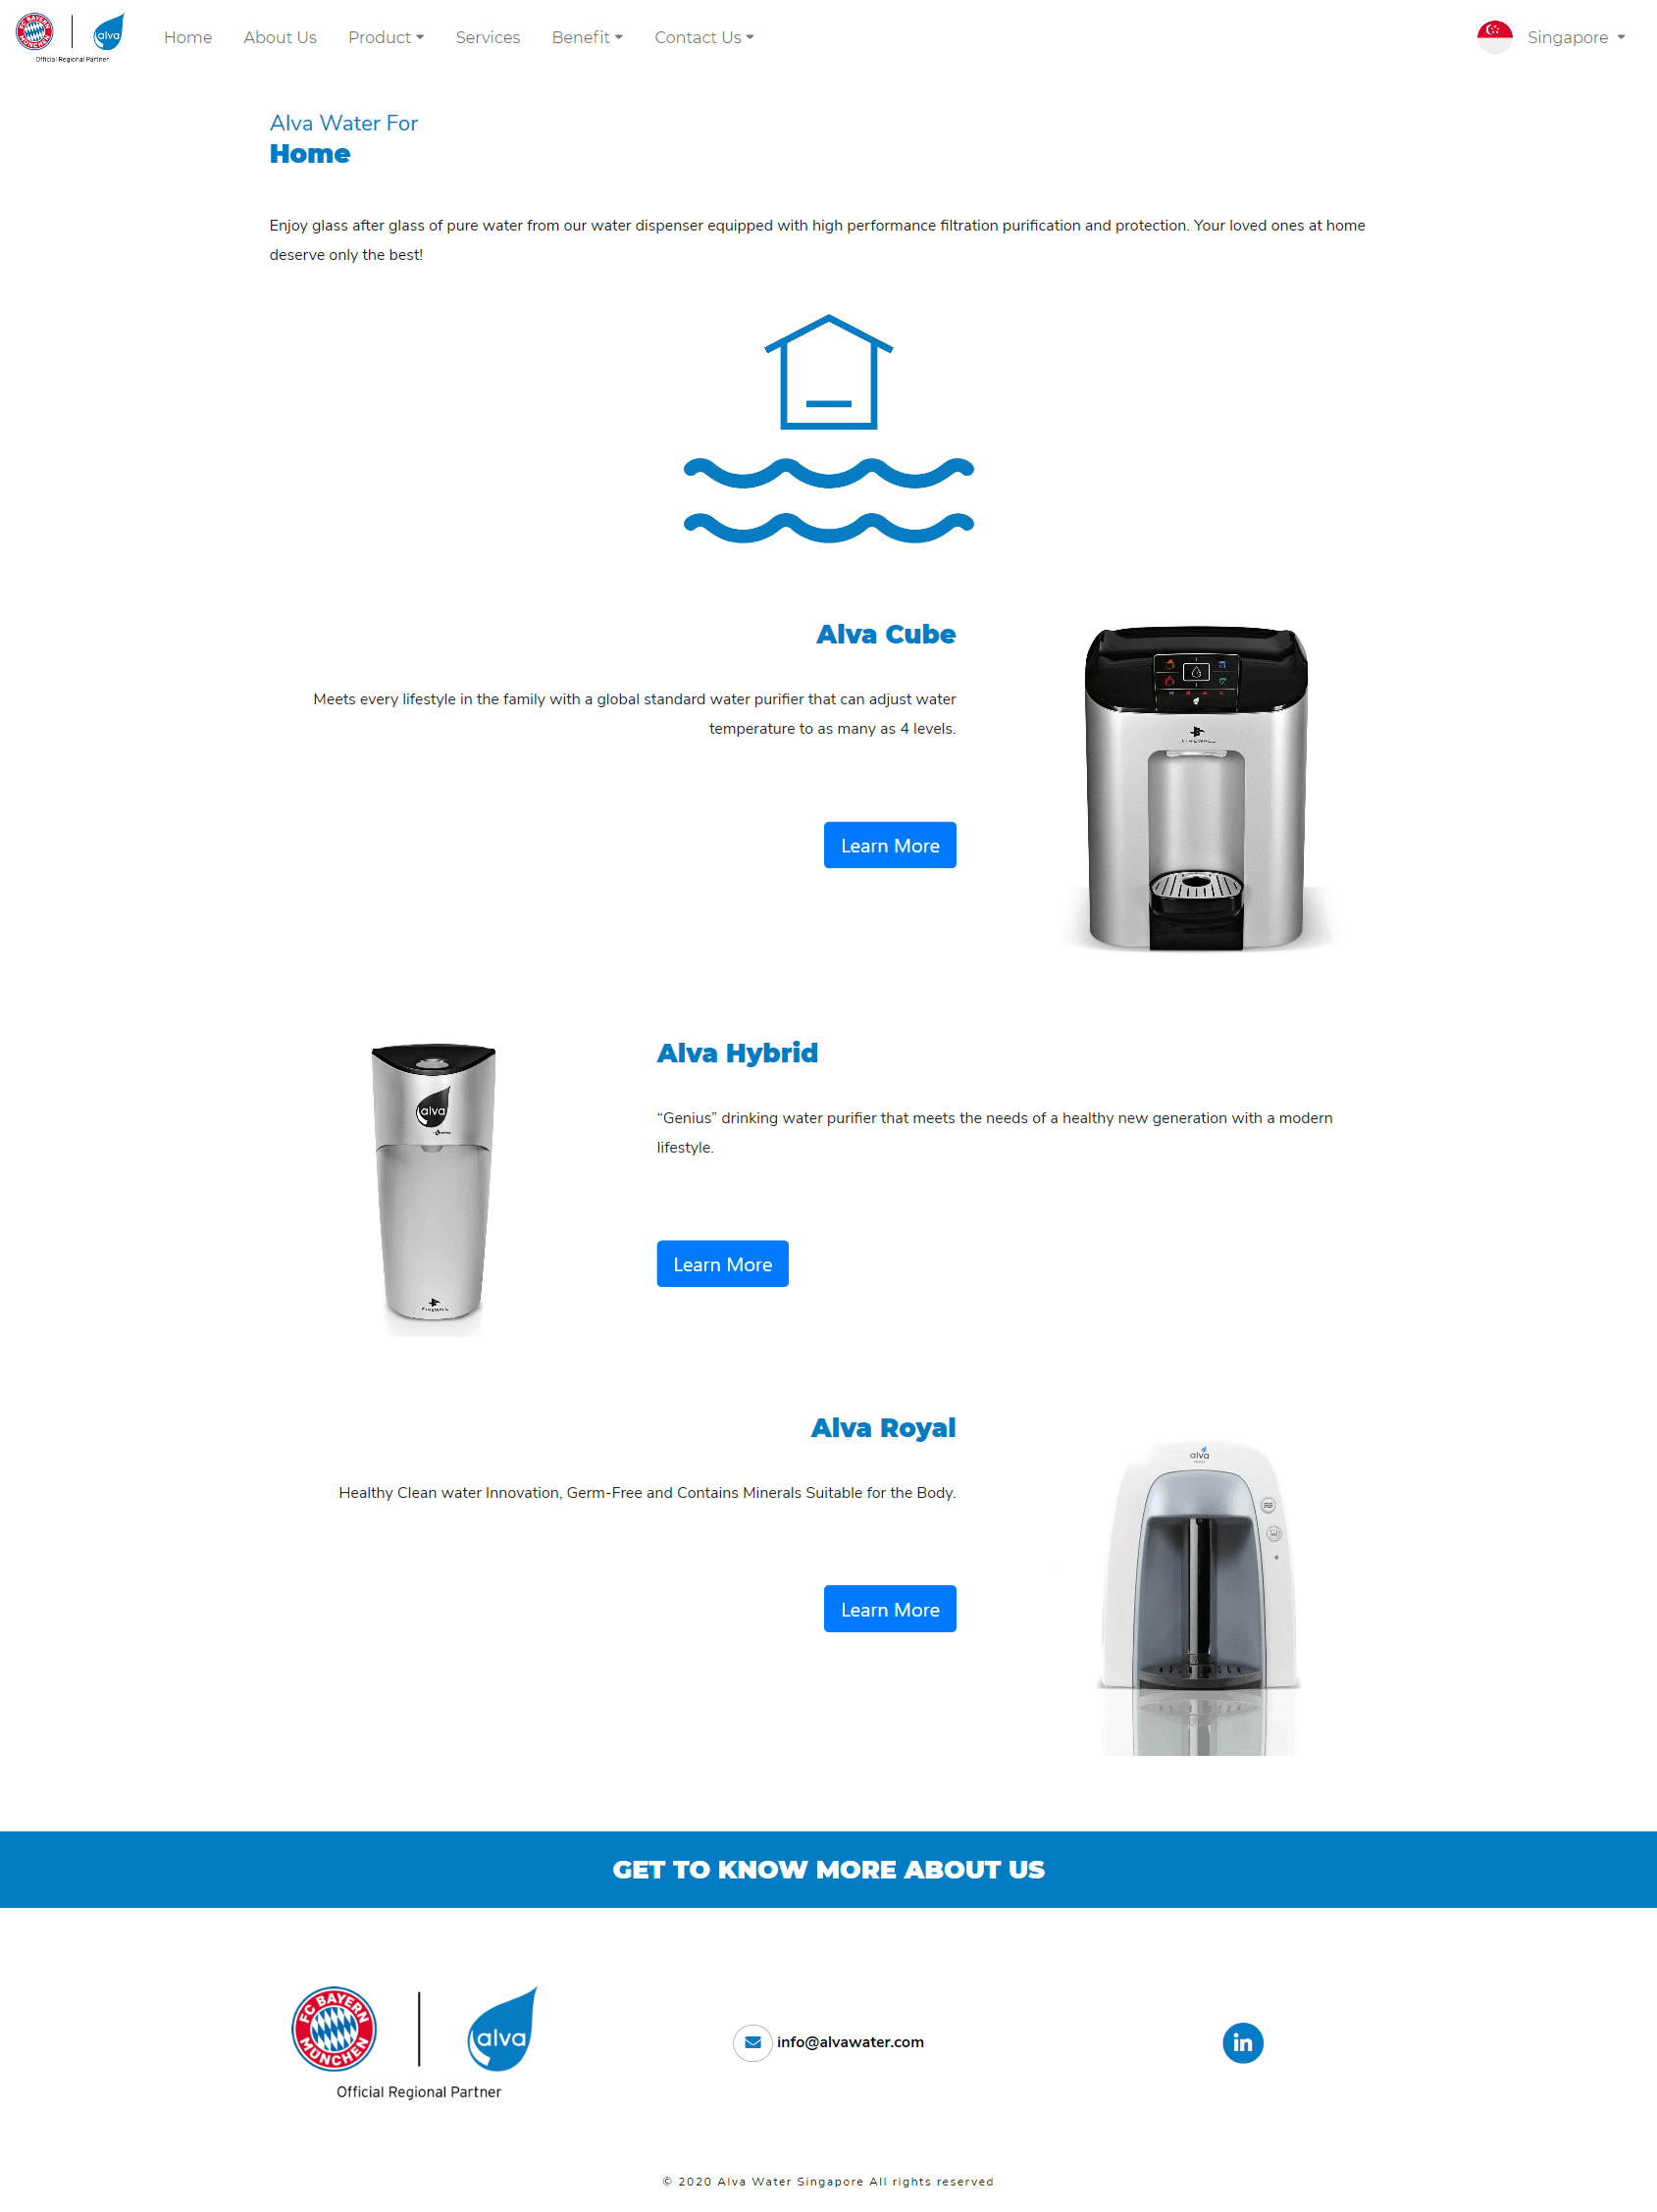 FC BAYERN MÜNCHEN
alva
Official Regional Partner
Home
About Us
Product
Services
Benefit
Contact Us
Singapore
Alva Water For
Home
Enjoy glass after glass of pure water from our water dispenser equipped with high performance filtration purification and protection. Your loved ones at home
deserve only the best!
Alva Cube
Meets every lifestyle in the family with a global standard water purifier that can adjust water
temperature to as many as 4 levels.
Learn More
FIREWALL
Alva Hybrid
“Genius” drinking water purifier that meets the needs of a healthy new generation with a modern
lifestyle.
Learn More
alva
FIREWALL
Alva Royal
Healthy Clean water Innovation, Germ-Free and Contains Minerals Suitable for the Body.
Learn More
alva
GET TO KNOW MORE ABOUT US
FC BAYERN MÜNCHEN
alva
Official Regional Partner
info@alvawater.com
in
© 2020 Alva Water Singapore All rights reserved